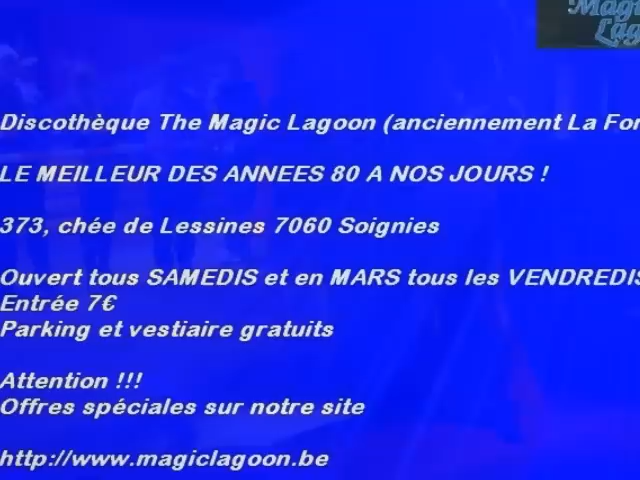 Magic
Lag
Discothèque The Magic Lagoon (anciennement La For
LE MEILLEUR DES ANNEES 80 A NOS JOURS !
373, chée de Lessines 7060 Soignies
Ouvert tous SAMEDIS et en MARS tous les VENDREDIS
Entrée 7€
Parking et vestiaire gratuits
Attention !!!
Offres spéciales sur notre site
http://www.magiclagoon.be